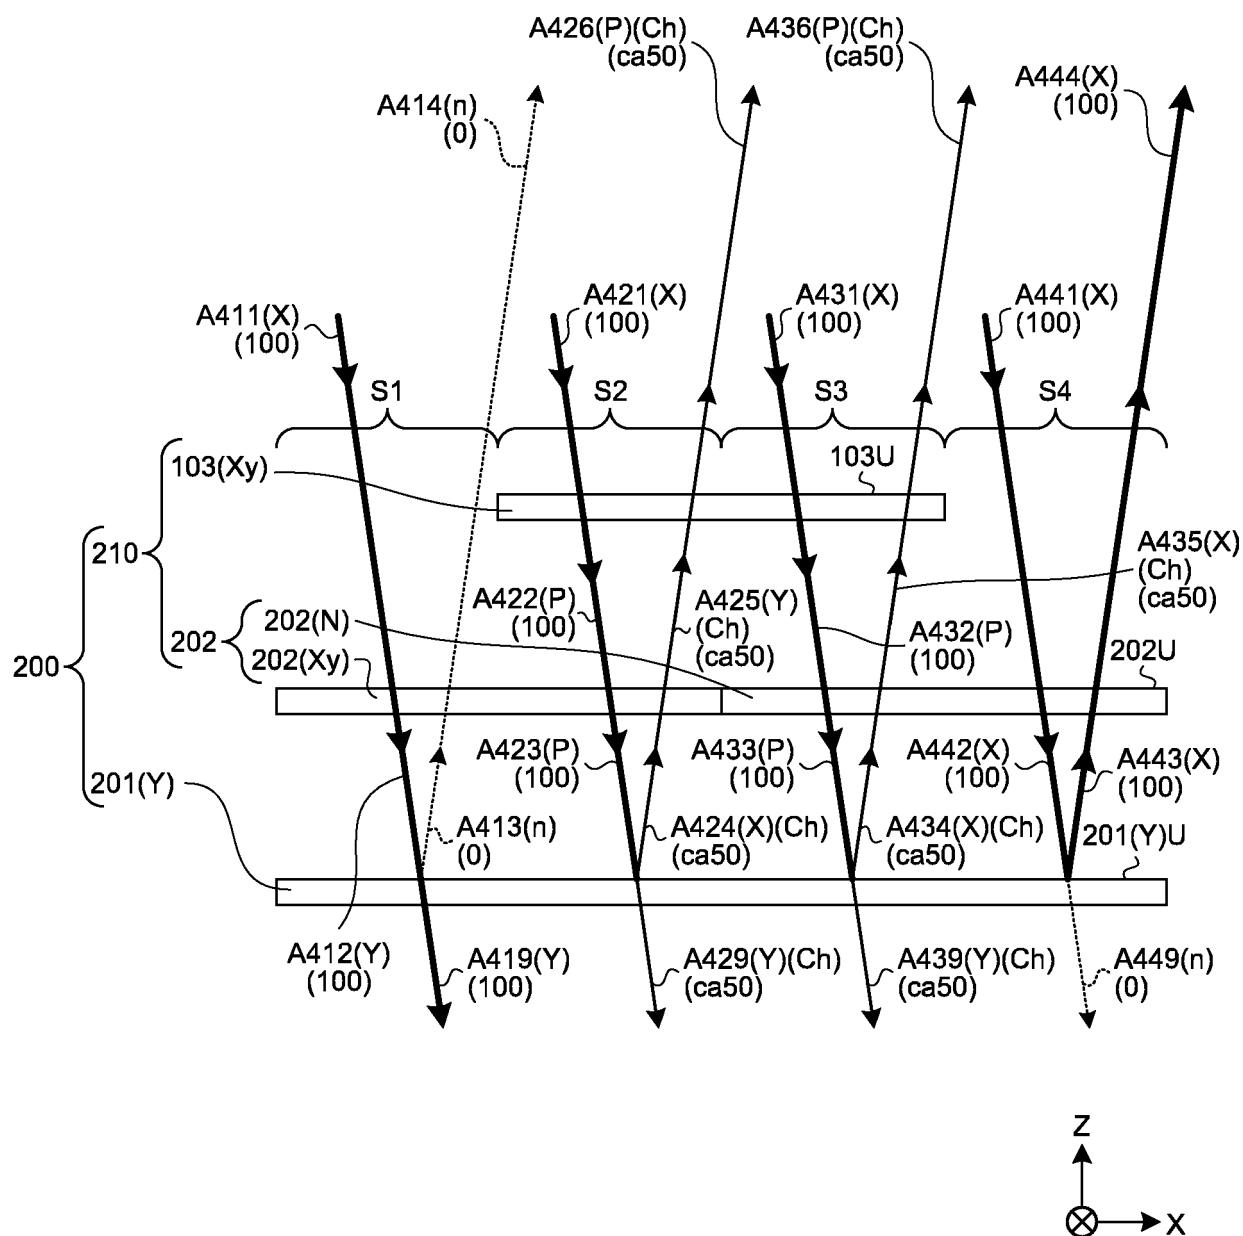 A426(P)(Ch)
(ca50)
A436(P)(Ch)
(ca50)
A444(X)
(100)
A414(n)
(0)
A411(X)
(100)
A421(X)
(100)
A431(X)
(100)
A441(X)
(100)
S1
S2
S3
S4
103(Xy)
103U
210
A435(X)
(Ch)
(ca50)
A422(P)
(100)
A425(Y)
(Ch)
(ca50)
A432(P)
(100)
202
202(N)
202(Xy)
202U
200
A423(P)
(100)
A433(P)
(100)
A442(X)
(100)
A443(X)
(100)
201(Y)
A413(n)
(0)
A424(X)(Ch)
(ca50)
A434(X)(Ch)
(ca50)
201(Y)U
A412(Y)
(100)
A419(Y)
(100)
A429(Y)(Ch)
(ca50)
A439(Y)(Ch)
(ca50)
A449(n)
(0)
Z
X